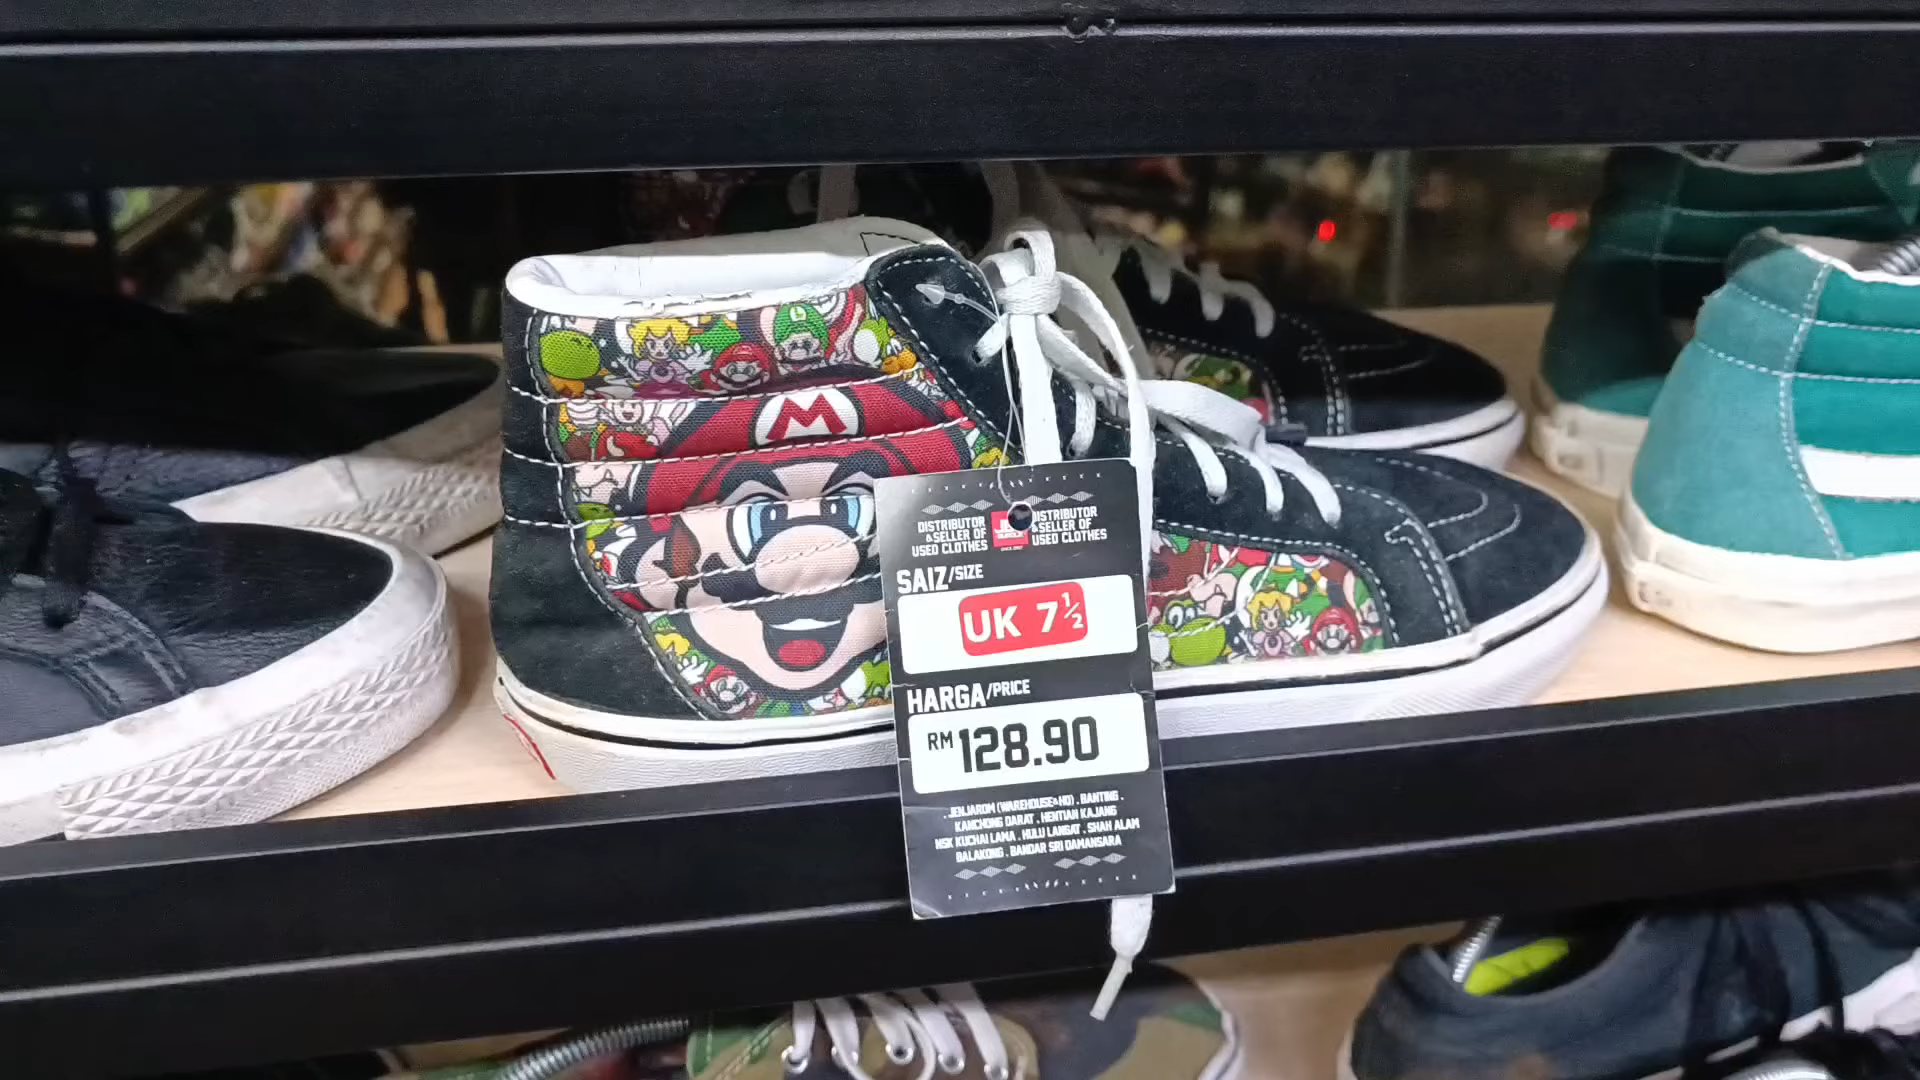 M
L
DISTRIBUTOR
& SELLER OF
USED CLOTHES
JBR
BUNDLE
DISTRIBUTOR
& SELLER OF
USED CLOTHES
SAIZ/SIZE
UK 7½
HARGA/PRICE
RM 128.90
. JENJAROM (WAREHOUSE&HQ) . BANTING .
KANCHONG DARAT . HENTIAN KAJANG
NSK KUCHAI LAMA . HULU LANGAT . SHAH ALAM
BALAKONG . BANDAR SRI DAMANSARA